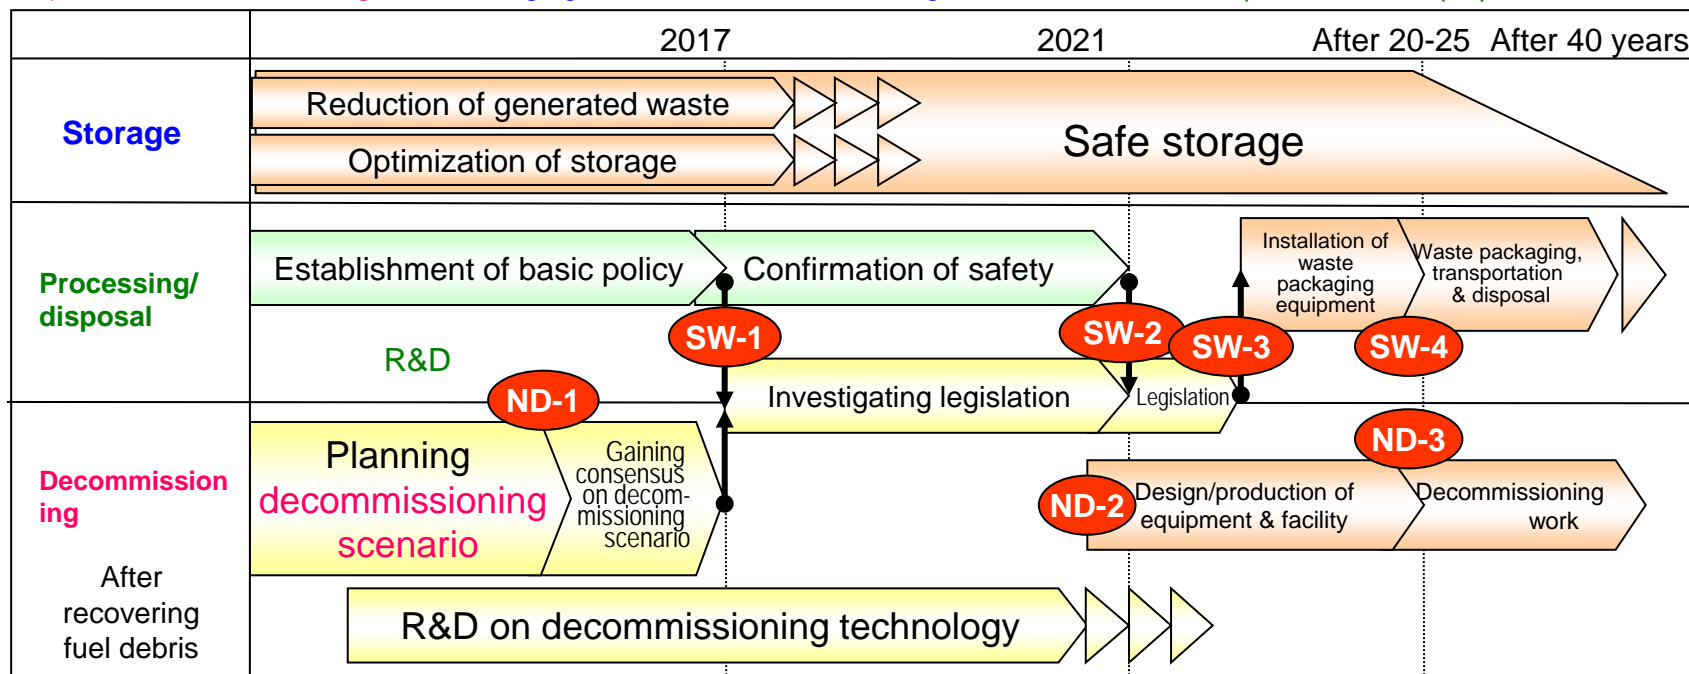 2017 2021 After 20-25 After 40 years
Storage
Reduction of generated waste
Optimization of storage
Safe storage
Processing/
disposal
Establishment of basic policy
Confirmation of safety
Installation of
waste
packaging
equipment
Waste packaging,
transportation
& disposal
SW-1
SW-2
SW-3
SW-4
R&D
Investigating legislation
Legislation
ND-1
ND-3
Decommission
ing
Planning
decommissioning
scenario
Gaining
consensus
on decom-
missioning
scenario
ND-2
Design/production of
equipment & facility
Decommissioning
work
After
recovering
fuel debris
R&D on decommissioning technology